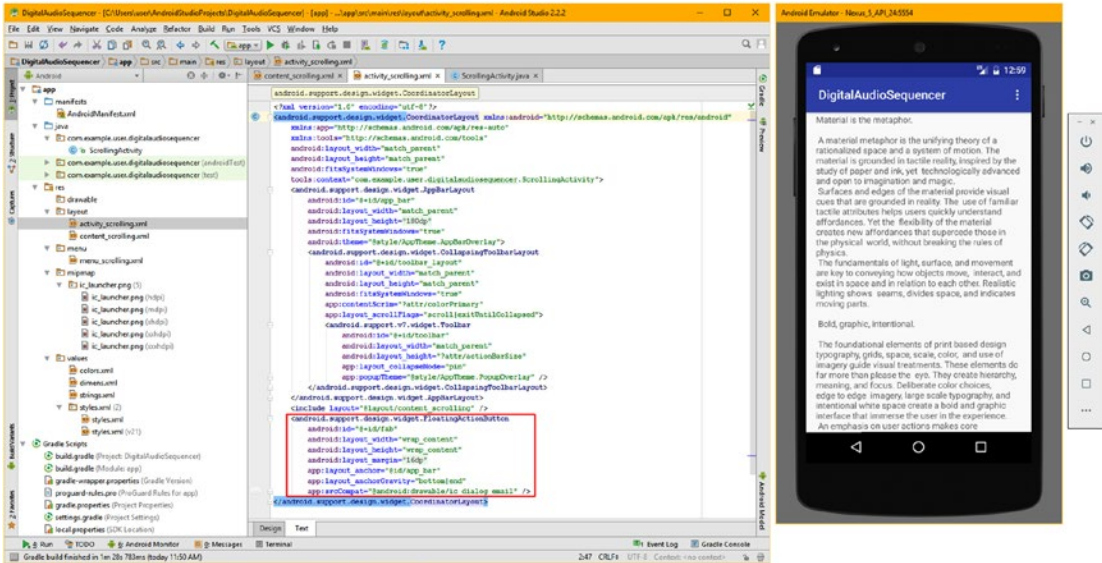 DigitalAudioSequencer - [C:\Users\user\AndroidStudioProjects\DigitalAudioSequencer] - [app] - ...\app\src\main\res\layout\activity_scrolling.xml - Android Studio 2.2.2
File Edit View Navigate Code Analyze Refactor Build Run Tools VCS Window Help
app
DigitalAudioSequencer app src main res layout activity_scrolling.xml
Android
content_scrolling.xml × activity_scrolling.xml × ScrollingActivity.java ×
1: Project
Structure
Captures
Build Variants
2: Favorites
app
manifests
AndroidManifest.xml
java
com.example.user.digitalaudiosequencer
ScrollingActivity
com.example.user.digitalaudiosequencer (androidTest)
com.example.user.digitalaudiosequencer (test)
res
drawable
layout
activity_scrolling.xml
content_scrolling.xml
menu
menu_scrolling.xml
mipmap
ic_launcher.png (5)
ic_launcher.png (hdpi)
ic_launcher.png (mdpi)
ic_launcher.png (xhdpi)
ic_launcher.png (xxhdpi)
ic_launcher.png (xxxhdpi)
values
colors.xml
dimens.xml
strings.xml
styles.xml (2)
styles.xml
styles.xml (v21)
Gradle Scripts
build.gradle (Project: DigitalAudioSequencer)
build.gradle (Module: app)
gradle-wrapper.properties (Gradle Version)
proguard-rules.pro (ProGuard Rules for app)
gradle.properties (Project Properties)
settings.gradle (Project Settings)
local.properties (SDK Location)
android.support.design.widget.CoordinatorLayout
<?xml version="1.0" encoding="utf-8"?>
<android.support.design.widget.CoordinatorLayout xmlns:android="http://schemas.android.com/apk/res/android"
xmlns:app="http://schemas.android.com/apk/res-auto"
xmlns:tools="http://schemas.android.com/tools"
android:layout_width="match_parent"
android:layout_height="match_parent"
android:fitsSystemWindows="true"
tools:context="com.example.user.digitalaudiosequencer.ScrollingActivity">
<android.support.design.widget.AppBarLayout
android:id="@+id/app_bar"
android:layout_width="match_parent"
android:layout_height="180dp"
android:fitsSystemWindows="true"
android:theme="@style/AppTheme.AppBarOverlay">
<android.support.design.widget.CollapsingToolbarLayout
android:id="@+id/toolbar_layout"
android:layout_width="match_parent"
android:layout_height="match_parent"
android:fitsSystemWindows="true"
app:contentScrim="?attr/colorPrimary"
app:layout_scrollFlags="scroll|exitUntilCollapsed">
<android.support.v7.widget.Toolbar
android:id="@+id/toolbar"
android:layout_width="match_parent"
android:layout_height="?attr/actionBarSize"
app:layout_collapseMode="pin"
app:popupTheme="@style/AppTheme.PopupOverlay" />
</android.support.design.widget.CollapsingToolbarLayout>
</android.support.design.widget.AppBarLayout>
<include layout="@layout/content_scrolling" />
<android.support.design.widget.FloatingActionButton
android:id="@+id/fab"
android:layout_width="wrap_content"
android:layout_height="wrap_content"
android:layout_margin="16dp"
app:layout_anchor="@id/app_bar"
app:layout_anchorGravity="bottom|end"
app:srcCompat="@android:drawable/ic_dialog_email" />
</android.support.design.widget.CoordinatorLayout>
Gradle
Preview
Android Model
Design Text
4: Run TODO 6: Android Monitor 0: Messages Terminal
Event Log Gradle Console
Gradle build finished in 1m 28s 783ms (today 11:50 AM)
2:47 CRLF÷ UTF-8 Context: <no context>
Android Emulator - Nexus_5_API_24:5554
12:59
DigitalAudioSequencer
Material is the metaphor.
A material metaphor is the unifying theory of a
rationalized space and a system of motion. The
material is grounded in tactile reality, inspired by the
study of paper and ink, yet technologically advanced
and open to imagination and magic.
Surfaces and edges of the material provide visual
cues that are grounded in reality. The use of familiar
tactile attributes helps users quickly understand
affordances. Yet the flexibility of the material
creates new affordances that supercede those in
the physical world, without breaking the rules of
physics.
The fundamentals of light, surface, and movement
are key to conveying how objects move, interact, and
exist in space and in relation to each other. Realistic
lighting shows seams, divides space, and indicates
moving parts.
Bold, graphic, intentional.
The foundational elements of print based design
typography, grids, space, scale, color, and use of
imagery guide visual treatments. These elements do
far more than please the eye. They create hierarchy,
meaning, and focus. Deliberate color choices,
edge to edge imagery, large scale typography, and
intentional white space create a bold and graphic
interface that immerse the user in the experience.
An emphasis on user actions makes core